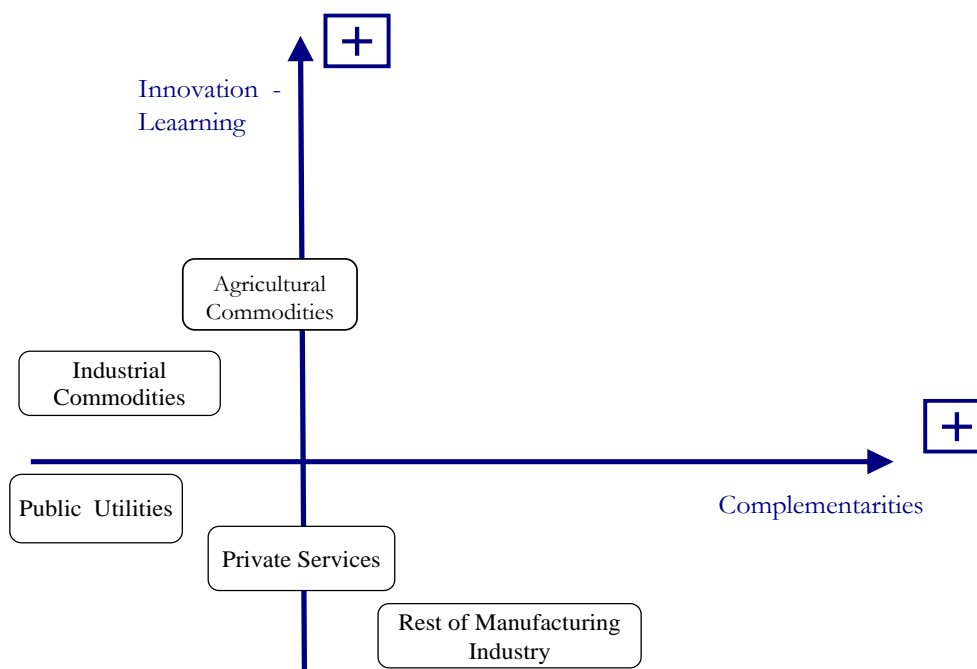 +
Innovation -
Leaarning
Agricultural
Commodities
Industrial
Commodities
+
Public Utilities
Complementarities
Private Services
Rest of Manufacturing
Industry